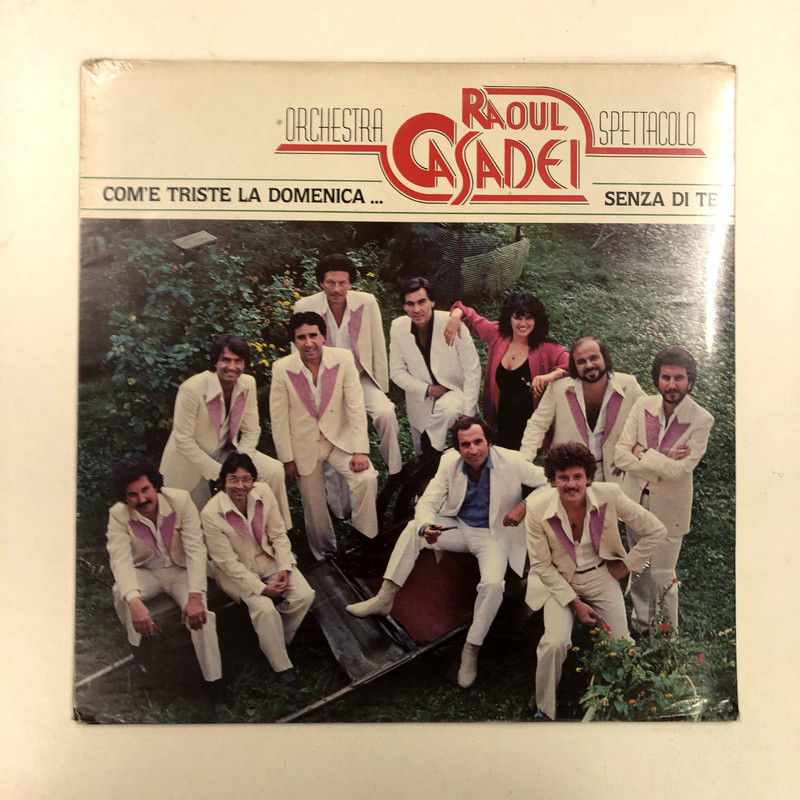 ORCHESTRA RAOUL CASADEI SPETTACOLO
COM'E TRISTE LA DOMENICA... SENZA DI TE